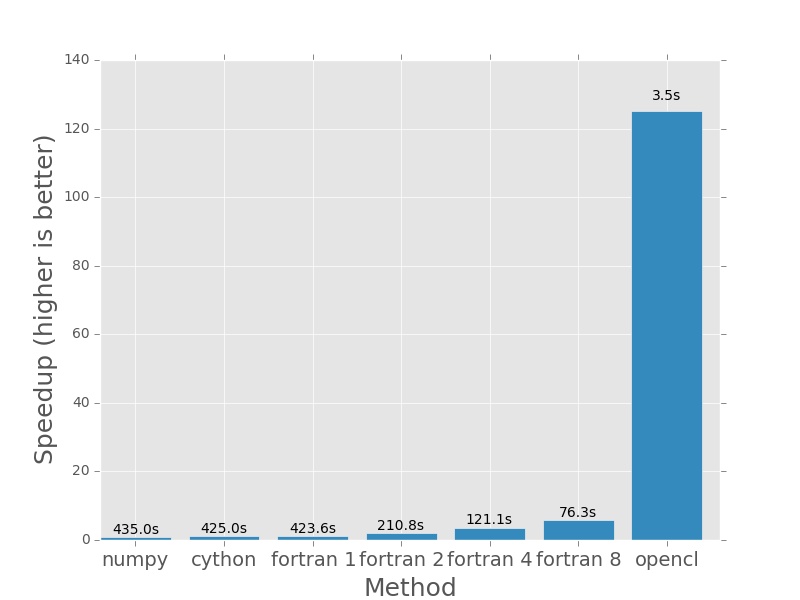 140
120
100
80
60
40
20
0
Speedup (higher is better)
3.5s
76.3s
121.1s
210.8s
423.6s
425.0s
435.0s
numpy cython fortran 1 fortran 2 fortran 4 fortran 8 opencl
Method